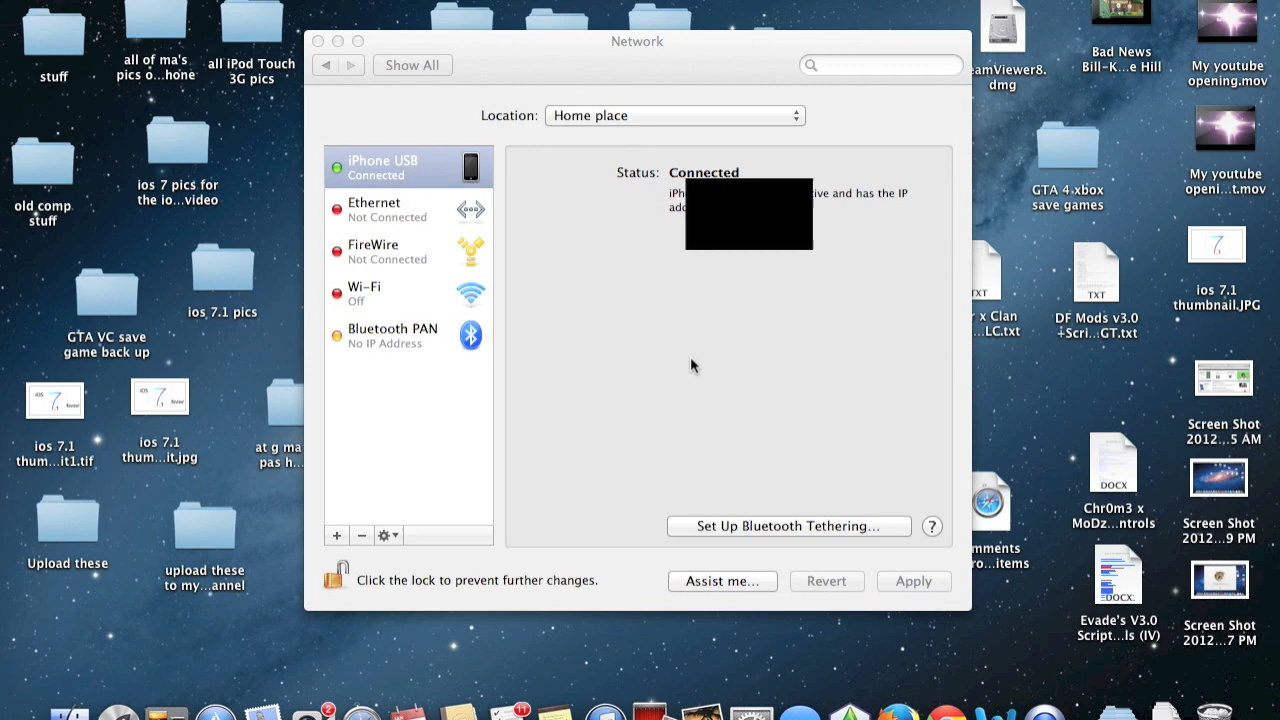 Network
Show All
Location: Home place
iPhone USB
Connected
Ethernet
Not Connected
FireWire
Not Connected
Wi-Fi
Off
Bluetooth PAN
No IP Address
Status: Connected
ive and has the IP
Set Up Bluetooth Tethering...
?
Click the lock to prevent further changes.
Assist me...
Revert
Apply
stuff
all of ma's
pics o...hone
all iPod Touch
3G pics
old comp
stuff
ios 7 pics for
the io...video
GTA VC save
game back up
ios 7.1 pics
ios 7.1
thum...it1.tif
ios 7.1
thum...it.jpg
at g ma
pas h...
Upload these
upload these
to my...annel
eamViewer8.
dmg
Bad News
Bill-K...e Hill
My youtube
opening.mov
GTA 4 xbox
save games
My youtube
openi...t.mov
TXT
x Clan
...LC.txt
TXT
DF Mods v3.0
+Scri...GT.txt
ios 7.1
thumbnail.JPG
Screen Shot
2012...5 AM
DOCX
Chr0m3 x
MoDz...ntrols
Screen Shot
2012...9 PM
mments
ro...items
DOCX
Evade's V3.0
Script...ls (IV)
Screen Shot
2012...7 PM
2
11